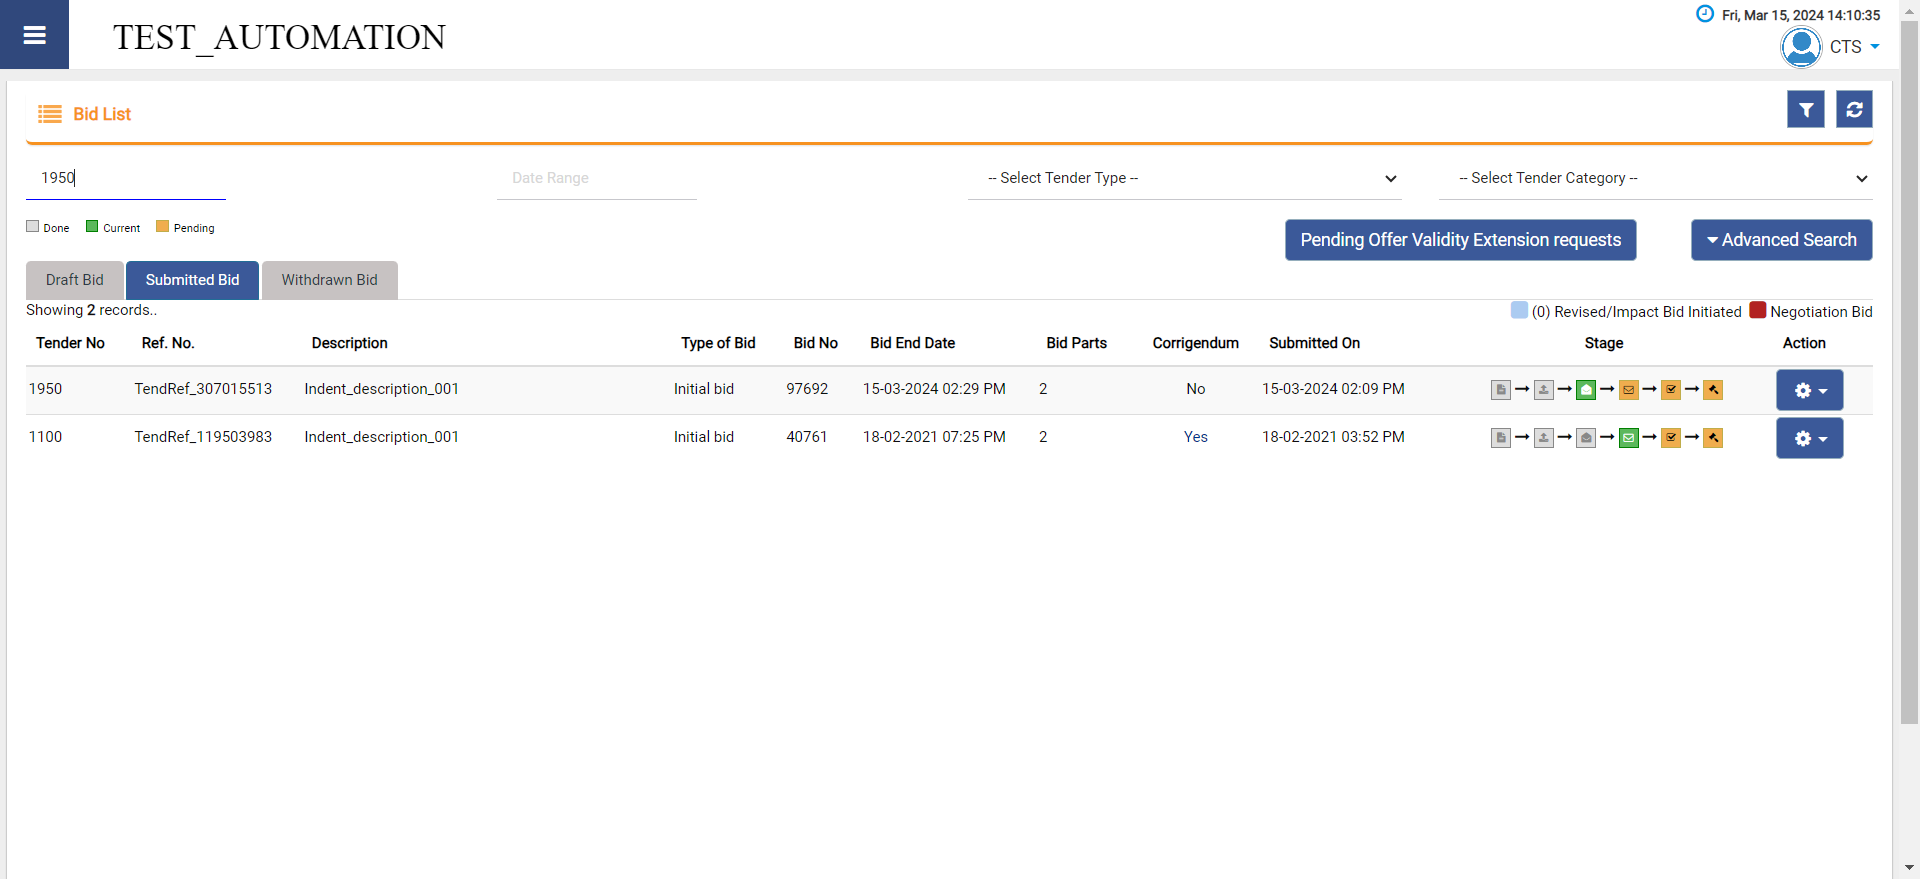 Fri, Mar 15, 2024 14:10:35
TEST_AUTOMATION
CTS
Bid List
1950
Date Range
-- Select Tender Type --
-- Select Tender Category --
Done Current Pending
Pending Offer Validity Extension requests
Advanced Search
Draft Bid Submitted Bid Withdrawn Bid
Showing 2 records..
(0) Revised/Impact Bid Initiated Negotiation Bid
Tender No Ref. No. Description Type of Bid Bid No Bid End Date Bid Parts Corrigendum Submitted On Stage Action
1950 TendRef_307015513 Indent_description_001 Initial bid 97692 15-03-2024 02:29 PM 2 No 15-03-2024 02:09 PM
1100 TendRef_119503983 Indent_description_001 Initial bid 40761 18-02-2021 07:25 PM 2 Yes 18-02-2021 03:52 PM